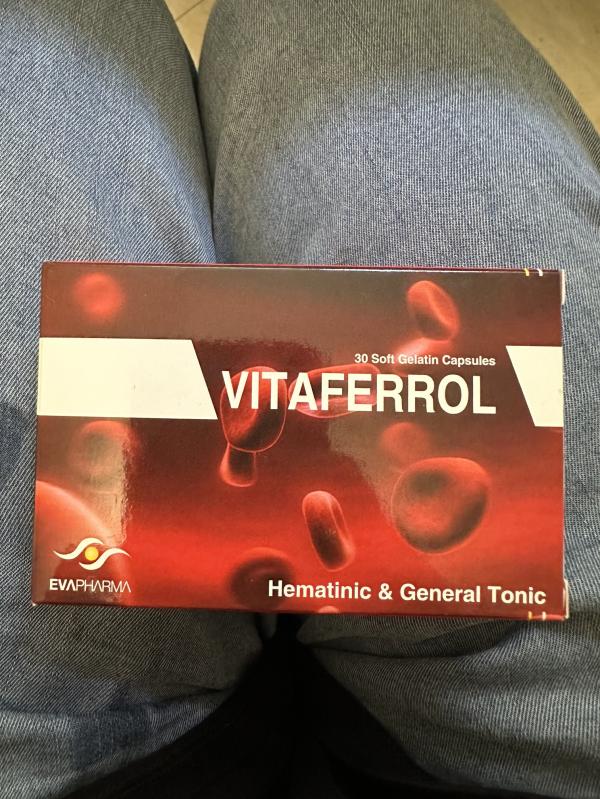 30 Soft Gelatin Capsules
VITAFERROL
EVAPHARMA
Hematinic & General Tonic